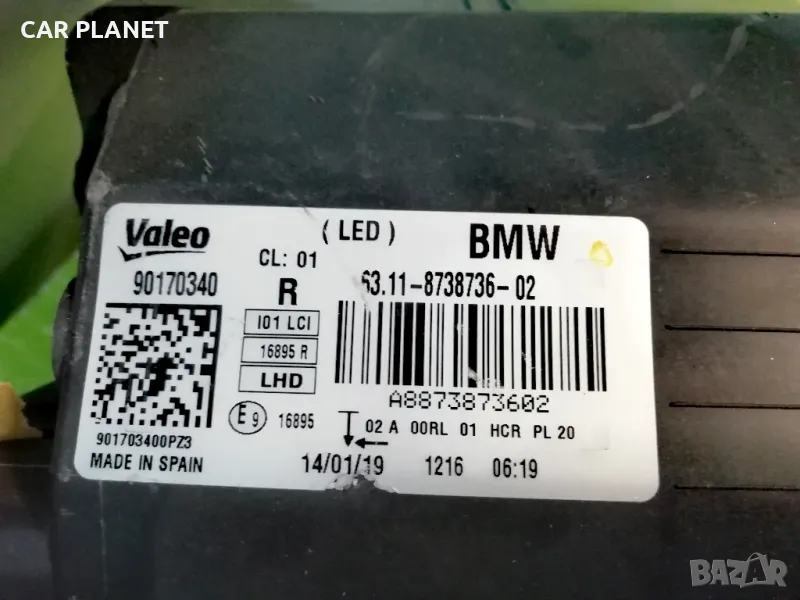 CAR PLANET
Valeo
(LED)
BMW
CL: 01
90170340
R
63.11-8738736-02
I01 LCI
16895 R
LHD
A8873873602
E9 16895
02 A 00RL 01 HCR PL 20
901703400PZ3
MADE IN SPAIN
14/01/19 1216 06:19
BAZAR